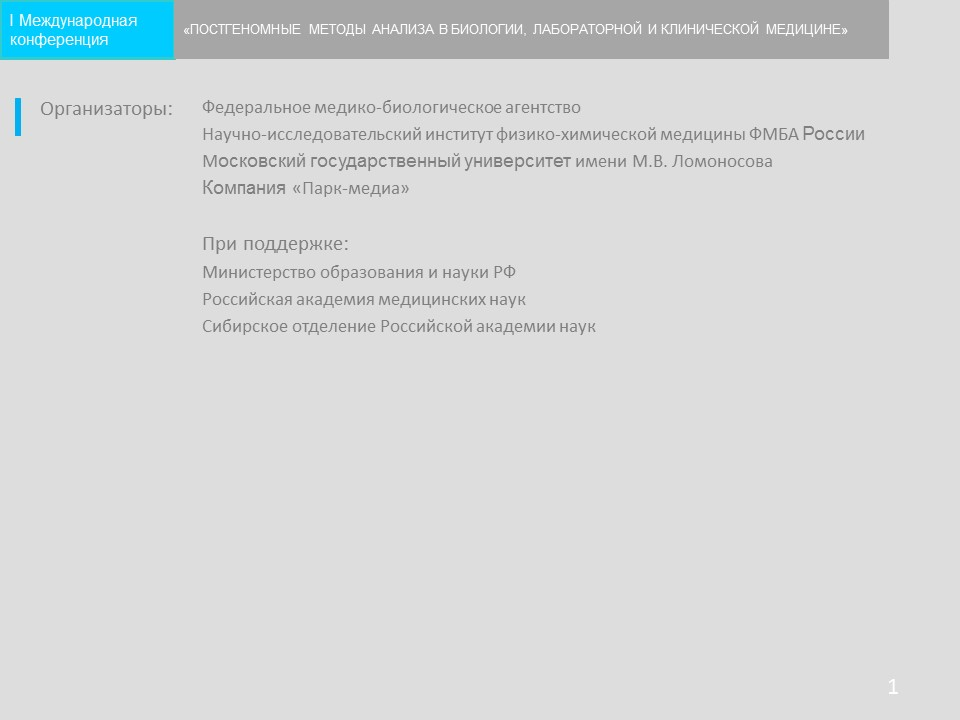 I Международная
конференция
«ПОСТГЕНОМНЫЕ МЕТОДЫ АНАЛИЗА В БИОЛОГИИ, ЛАБОРАТОРНОЙ И КЛИНИЧЕСКОЙ МЕДИЦИНЕ»
Организаторы:
Федеральное медико-биологическое агентство
Научно-исследовательский институт физико-химической медицины ФМБА России
Московский государственный университет имени М.В. Ломоносова
Компания «Парк-медиа»
При поддержке:
Министерство образования и науки РФ
Российская академия медицинских наук
Сибирское отделение Российской академии наук
1